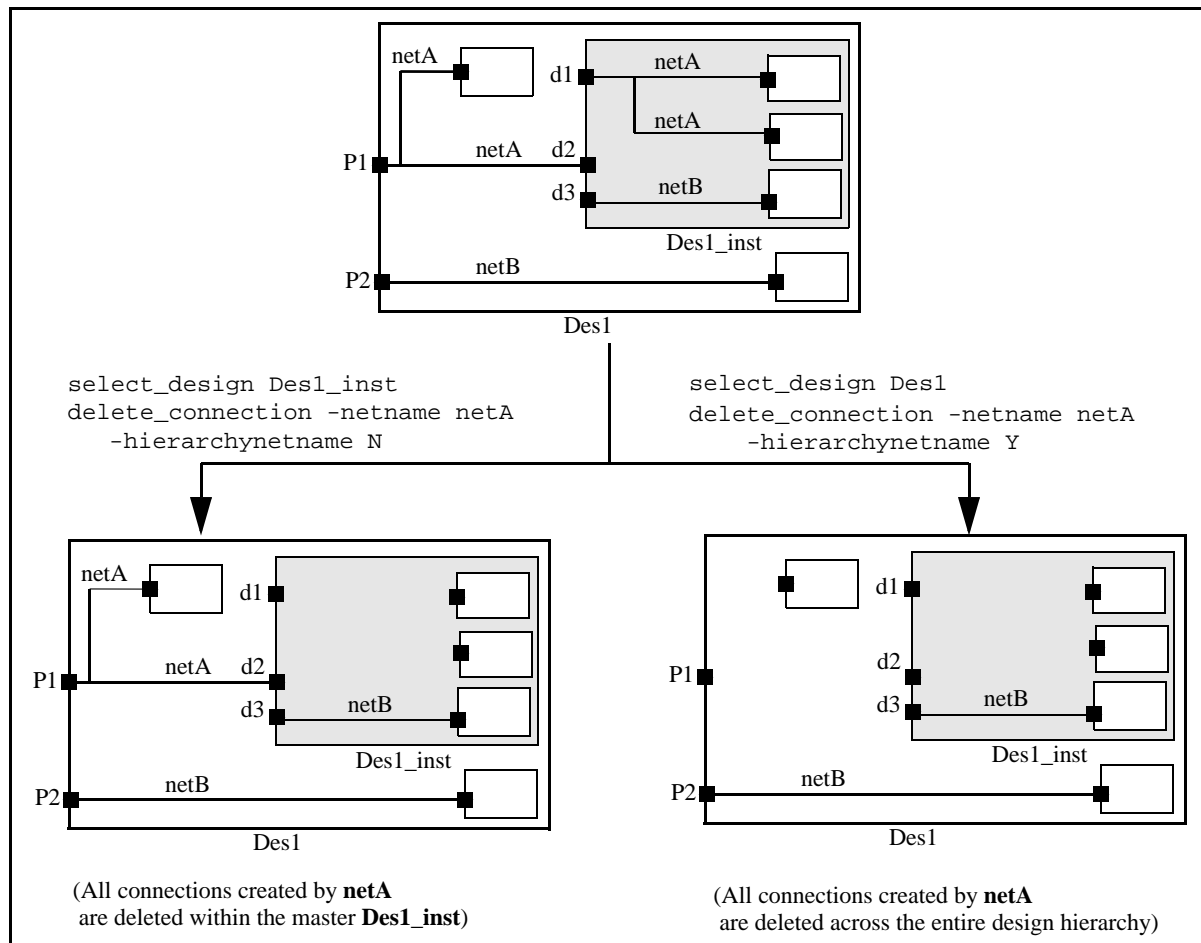 netA
d1
netA
netA
P1
netA
d2
d3
netB
Des1_inst
P2
netB
Des1
select_design Des1_inst
delete_connection -netname netA
-hierarchynetname N
select_design Des1
delete_connection -netname netA
-hierarchynetname Y
netA
d1
P1
netA
d2
d3
netB
Des1_inst
P2
netB
Des1
(All connections created by netA
are deleted within the master Des1_inst)
d1
P1
d2
d3
netB
Des1_inst
P2
netB
Des1
(All connections created by netA
are deleted across the entire design hierarchy)